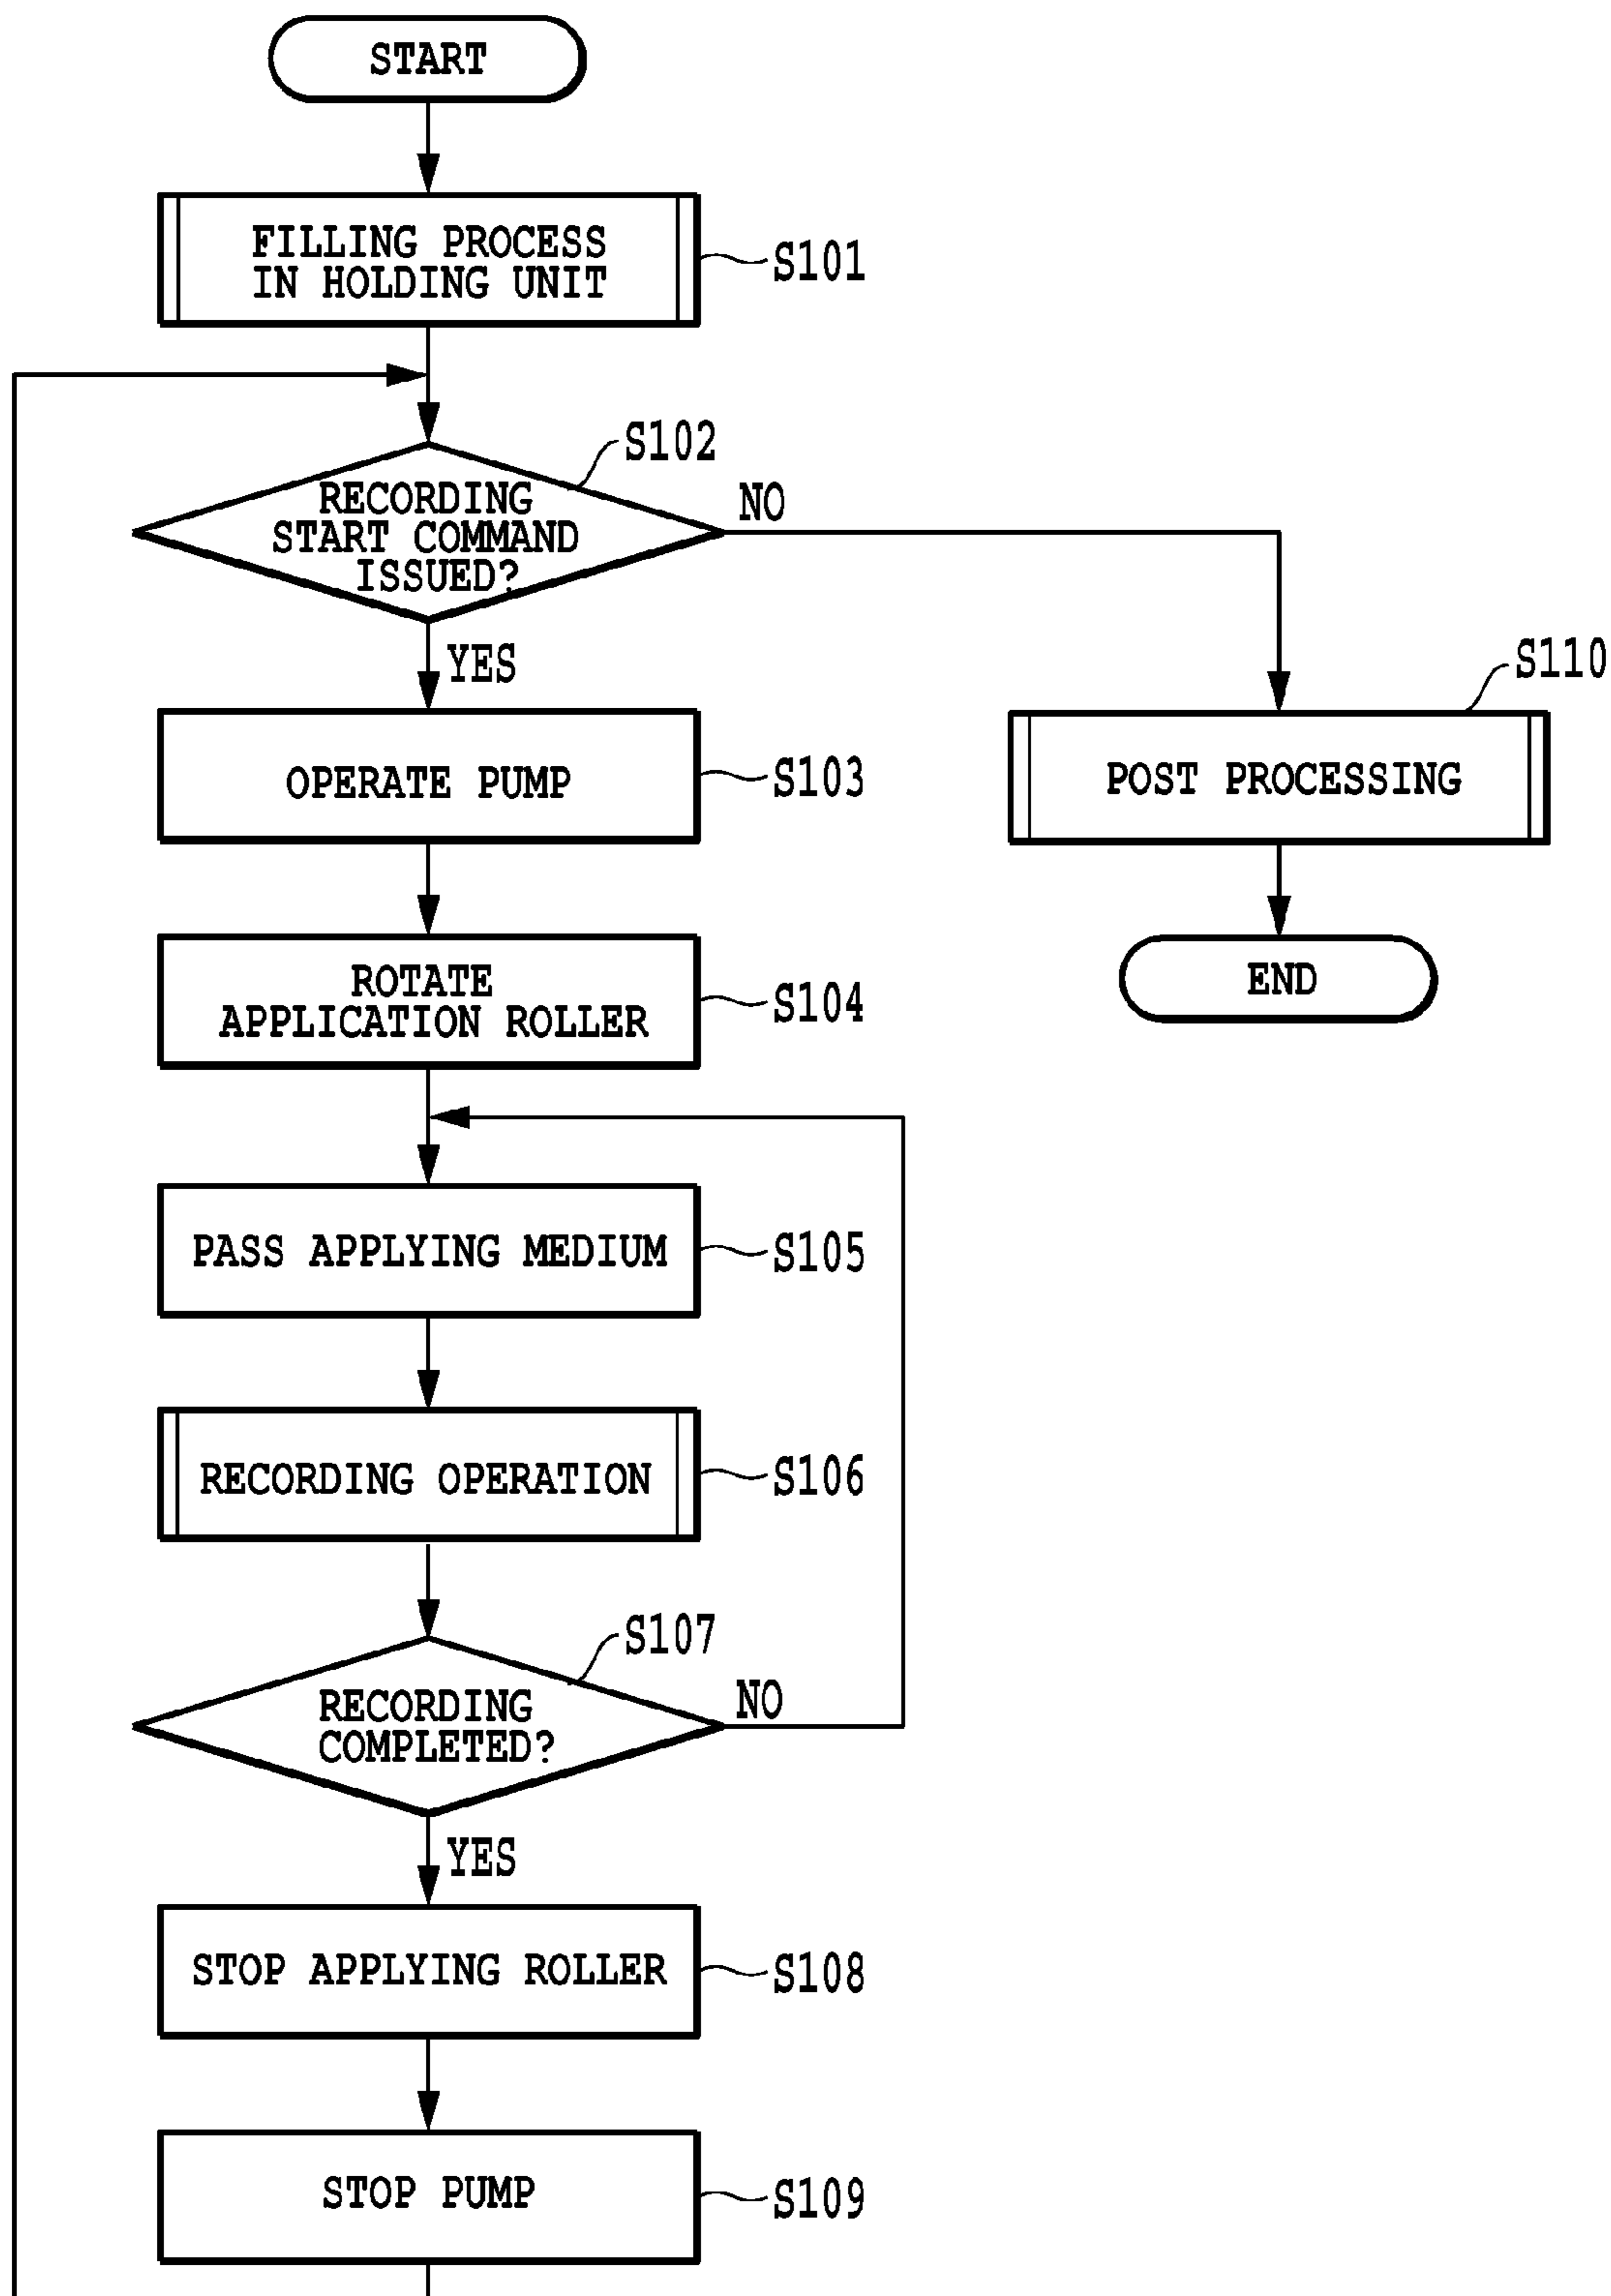 START
FILLING PROCESS
IN HOLDING UNIT
S101
S102
RECORDING
START COMMAND
ISSUED?
NO
YES
OPERATE PUMP
S103
S110
POST PROCESSING
ROTATE
APPLICATION ROLLER
S104
END
PASS APPLYING MEDIUM
S105
RECORDING OPERATION
S106
S107
RECORDING
COMPLETED?
NO
YES
STOP APPLYING ROLLER
S108
STOP PUMP
S109